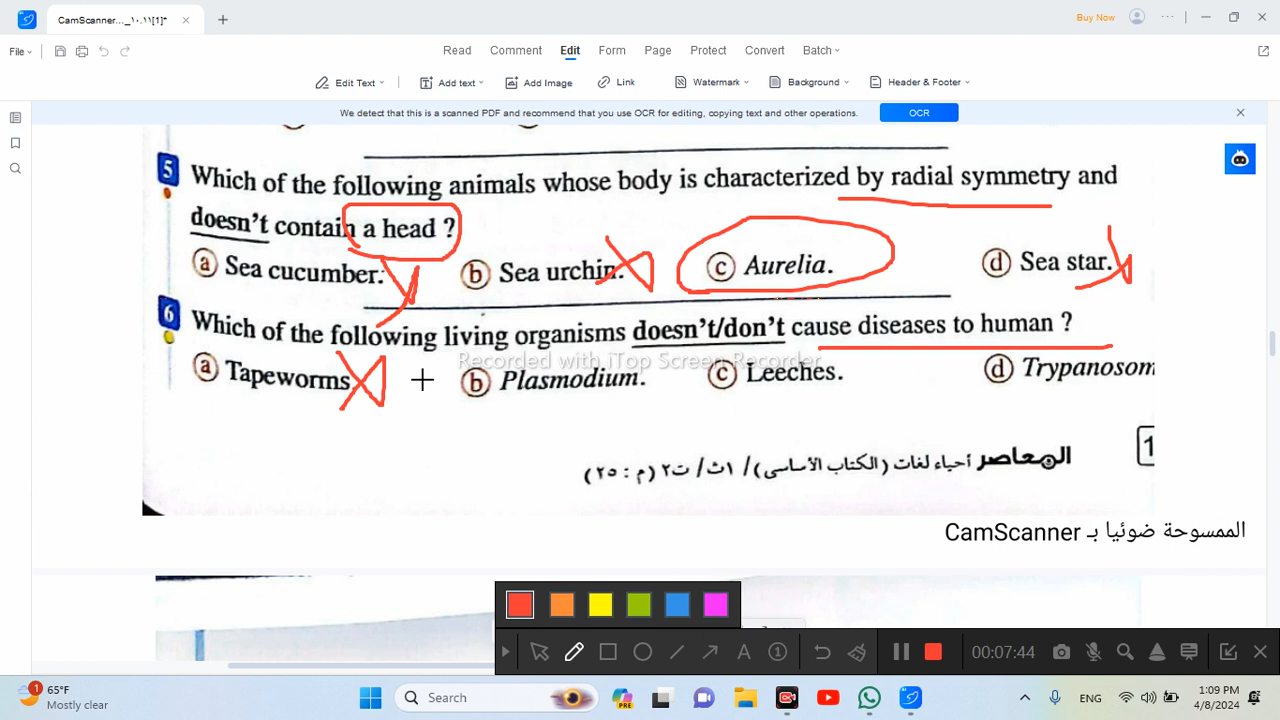 CamScanner..._١٠.١١[1]*
Buy Now
File
Read Comment Edit Form Page Protect Convert Batch
Edit Text Add text Add Image Link Watermark Background Header & Footer
We detect that this is a scanned PDF and recommend that you use OCR for editing, copying text and other operations. OCR
5 Which of the following animals whose body is characterized by radial symmetry and
doesn't contain a head ?
a Sea cucumber. b Sea urchin. c Aurelia. d Sea star.
6 Which of the following living organisms doesn't/don't cause diseases to human ?
Recorded with iTop Screen Recorder
a Tapeworms b Plasmodium. c Leeches. d Trypanosom
المعاصر أحياء لغات (الكتاب الأساسى) / ١ث / ت٢ (م : ٢٥) 1
الممسوحة ضوئيا بـ CamScanner
A 1 00:07:44
1 65°F
Mostly clear
Search PRE
ENG
1:09 PM
4/8/2024